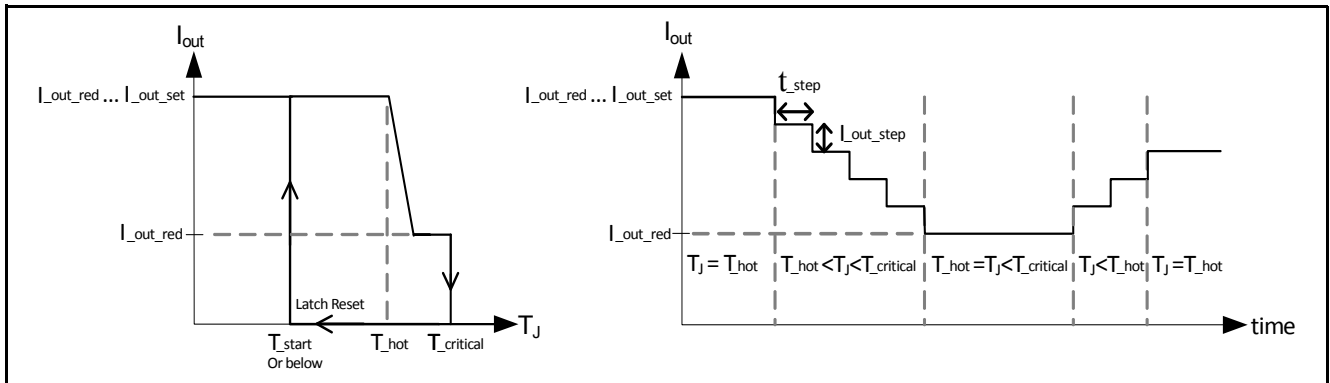 I_out
I_out_red ... I_out_set
I_out_red
Latch Reset
T_start
Or below
T_hot
T_critical
T_J
I_out
I_out_red ... I_out_set
t_step
I_out_step
I_out_red
T_J = T_hot
T_hot <T_J<T_critical
T_hot =T_J<T_critical
T_J<T_hot
T_J = T_hot
time